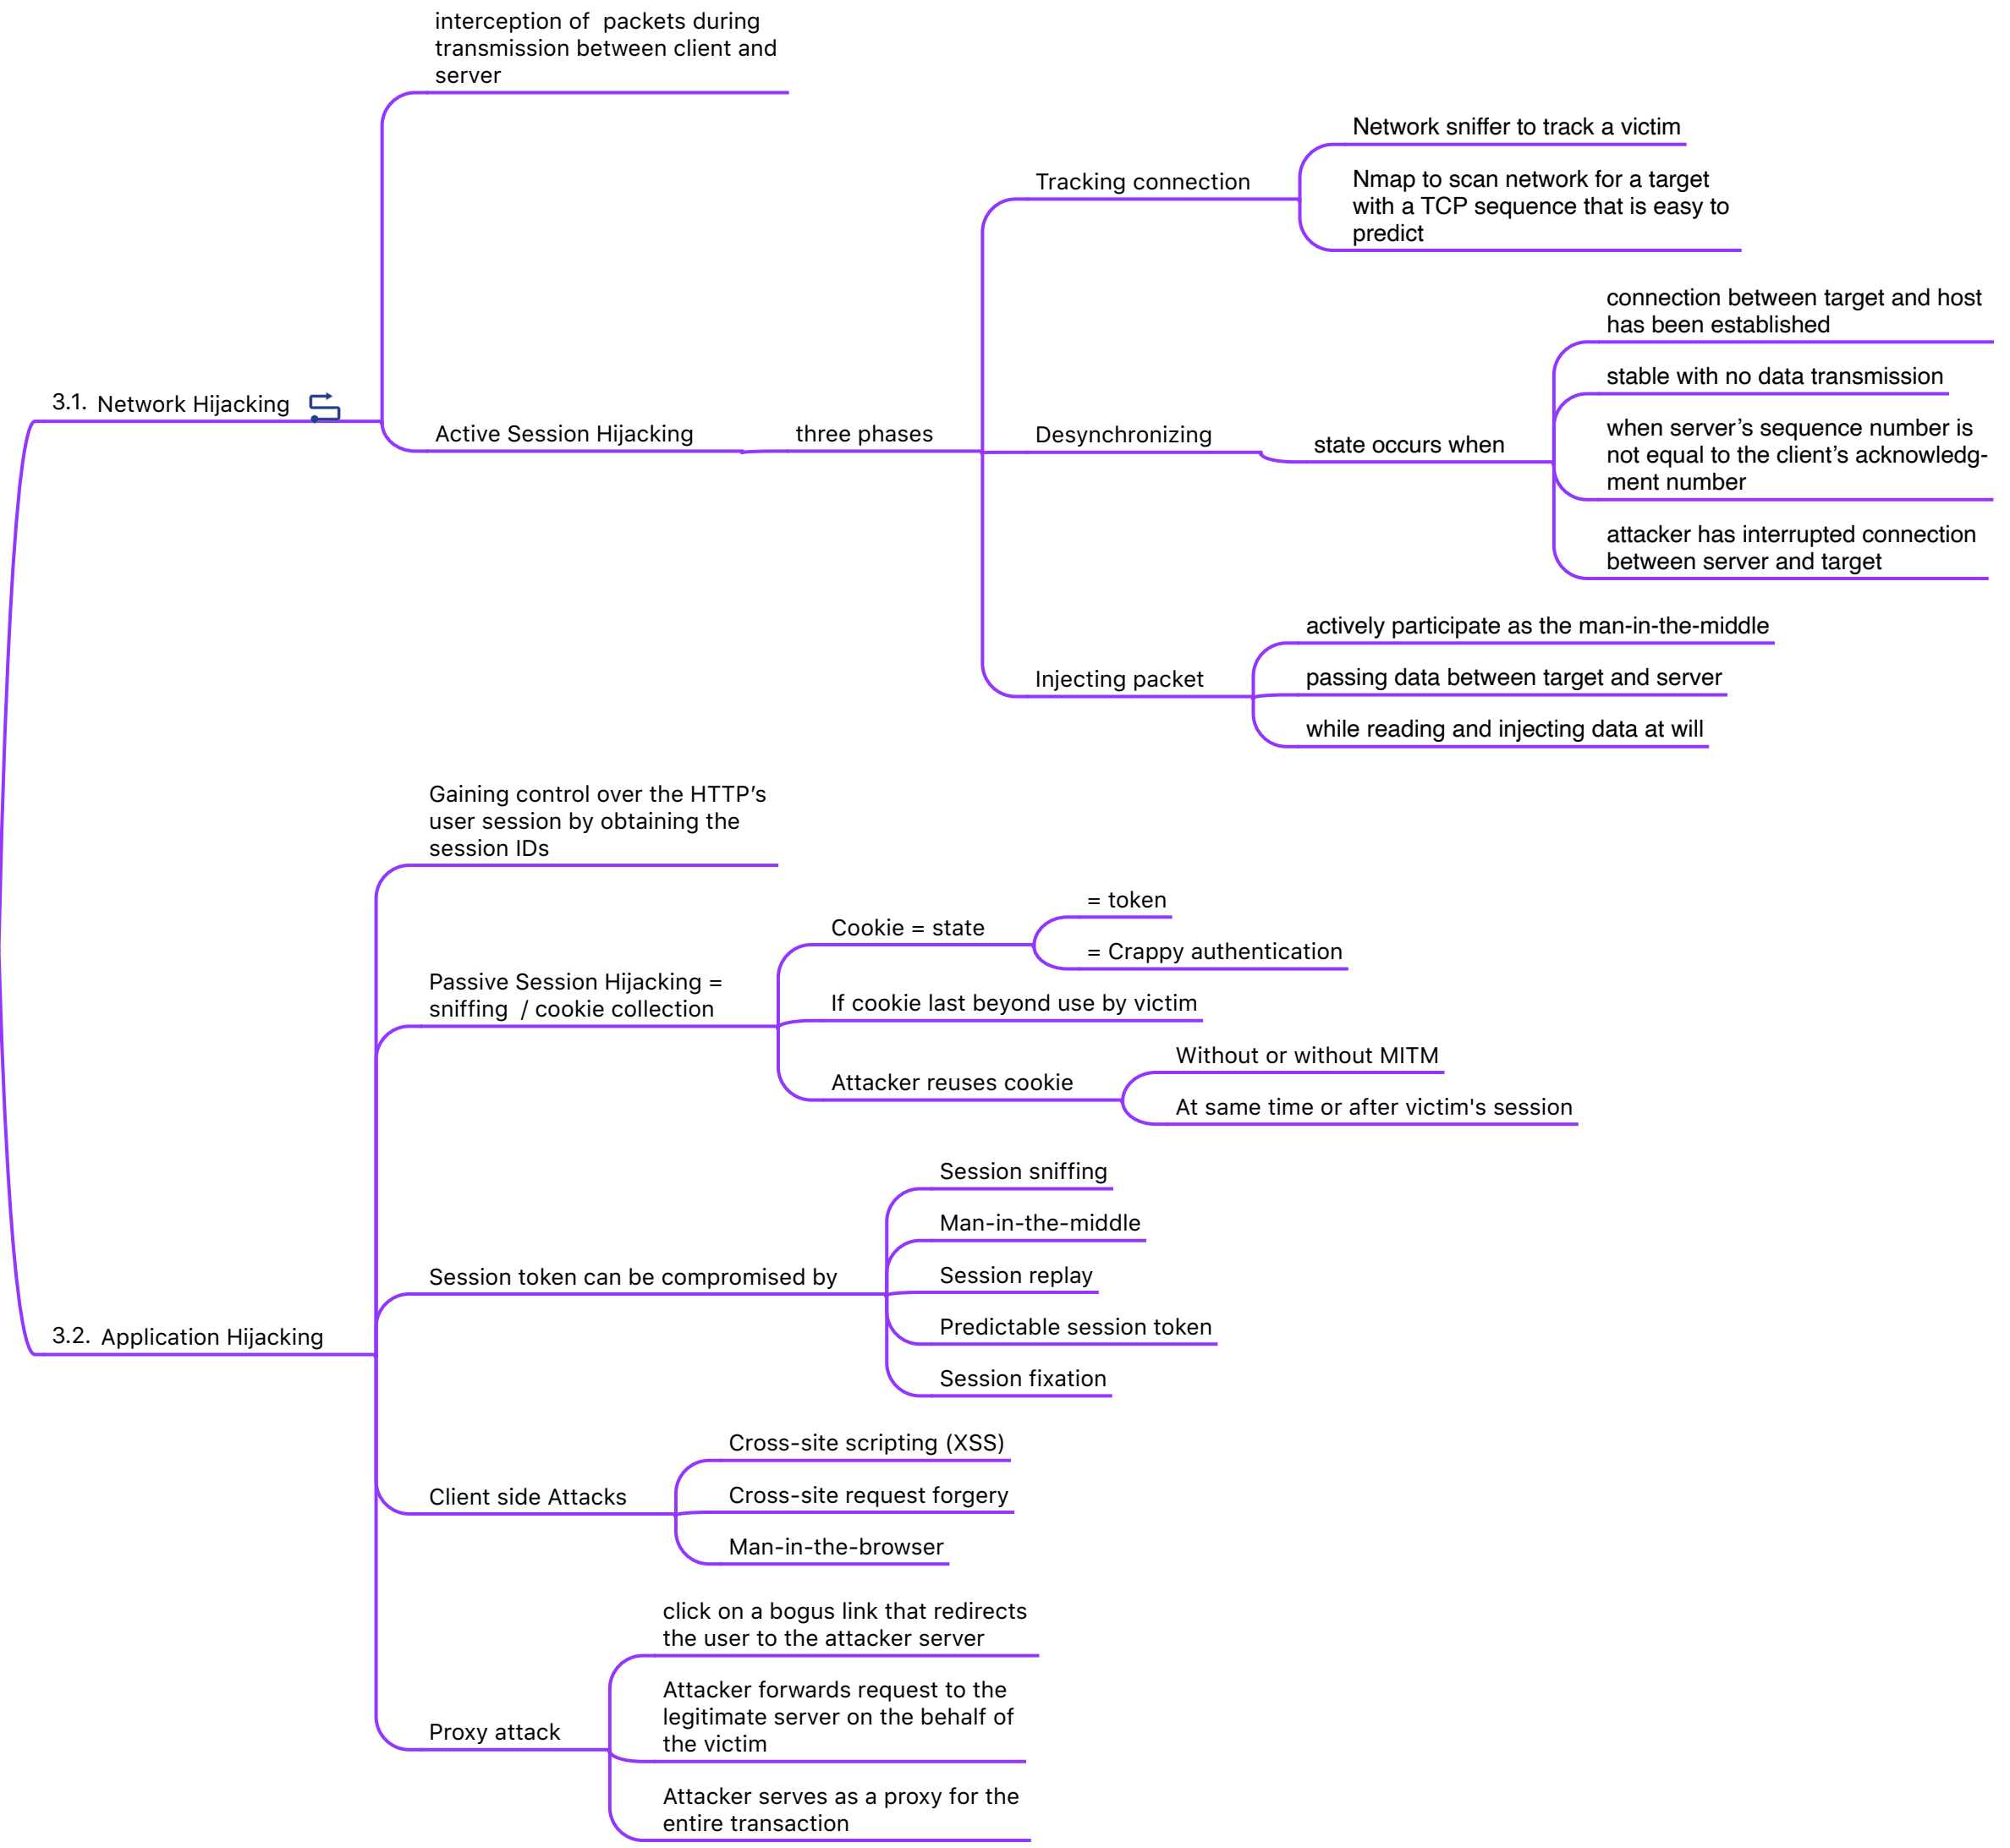 interception of  packets during
transmission between client and
server
Network sniffer to track a victim
Tracking connection
Nmap to scan network for a target
with a TCP sequence that is easy to
predict
connection between target and host
has been established
stable with no data transmission
3.1. Network Hijacking
Active Session Hijacking
three phases
Desynchronizing
state occurs when
when server’s sequence number is
not equal to the client’s acknowledg-
ment number
attacker has interrupted connection
between server and target
actively participate as the man-in-the-middle
Injecting packet
passing data between target and server
while reading and injecting data at will
Gaining control over the HTTP’s
user session by obtaining the
session IDs
= token
Cookie = state
= Crappy authentication
Passive Session Hijacking =
sniffing  / cookie collection
If cookie last beyond use by victim
Without or without MITM
Attacker reuses cookie
At same time or after victim's session
Session sniffing
Man-in-the-middle
Session token can be compromised by
Session replay
Predictable session token
Session fixation
3.2. Application Hijacking
Cross-site scripting (XSS)
Client side Attacks
Cross-site request forgery
Man-in-the-browser
click on a bogus link that redirects
the user to the attacker server
Proxy attack
Attacker forwards request to the
legitimate server on the behalf of
the victim
Attacker serves as a proxy for the
entire transaction